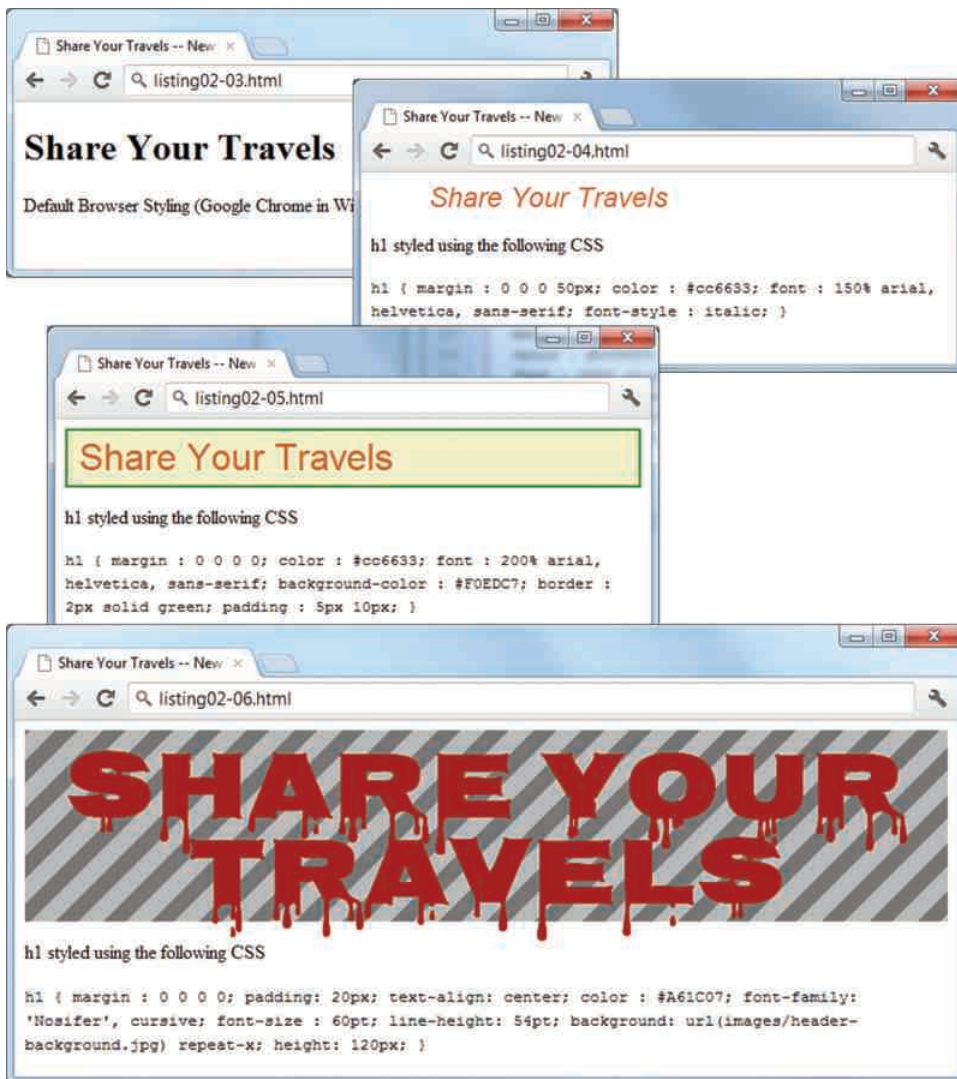 Share Your Travels -- New
listing02-03.html
Share Your Travels
Default Browser Styling (Google Chrome in Wi
Share Your Travels -- New
listing02-04.html
Share Your Travels
h1 styled using the following CSS
h1 { margin : 0 0 0 50px; color : #cc6633; font : 150% arial,
helvetica, sans-serif; font-style : italic; }
Share Your Travels -- New
listing02-05.html
Share Your Travels
h1 styled using the following CSS
h1 { margin : 0 0 0 0; color : #cc6633; font : 200% arial,
helvetica, sans-serif; background-color : #F0EDC7; border :
2px solid green; padding : 5px 10px; }
Share Your Travels -- New
listing02-06.html
SHARE YOUR
TRAVELS
h1 styled using the following CSS
h1 { margin : 0 0 0 0; padding: 20px; text-align: center; color : #A61C07; font-family:
'Nosifer', cursive; font-size : 60pt; line-height: 54pt; background: url(images/header-
background.jpg) repeat-x; height: 120px; }